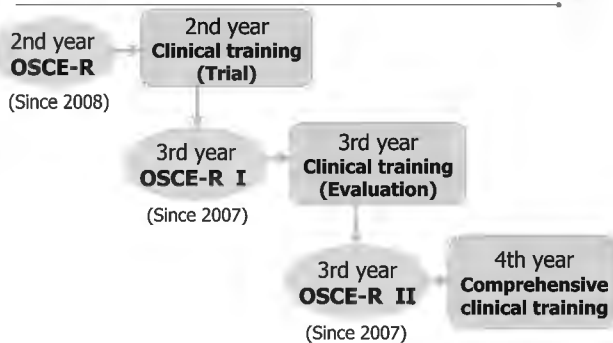 2nd year
OSCE-R
(Since 2008)
2nd year
Clinical training
(Trial)
3rd year
OSCE-R I
(Since 2007)
3rd year
Clinical training
(Evaluation)
3rd year
OSCE-R II
(Since 2007)
4th year
Comprehensive
clinical training